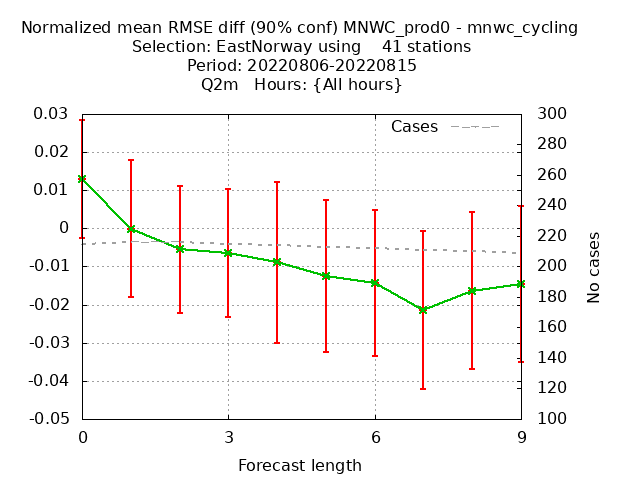 Normalized mean RMSE diff (90% conf) MNWC_prod0 - mnwc_cycling
Selection: EastNorway using 41 stations
Period: 20220806-20220815
Q2m Hours: {All hours}
0.03
0.02
0.01
0
-0.01
-0.02
-0.03
-0.04
-0.05
Cases
300
280
260
240
220
200
180
160
140
120
100
No cases
0 3 6 9
Forecast length